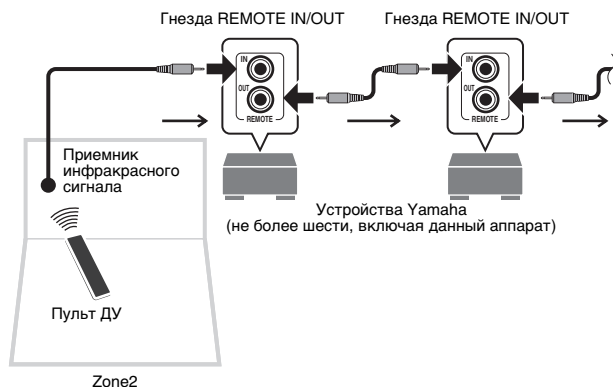 Гнезда REMOTE IN/OUT
Гнезда REMOTE IN/OUT
IN
OUT
REMOTE
IN
OUT
REMOTE
Приемник
инфракрасного
сигнала
Устройства Yamaha
(не более шести, включая данный аппарат)
Пульт ДУ
Zone2